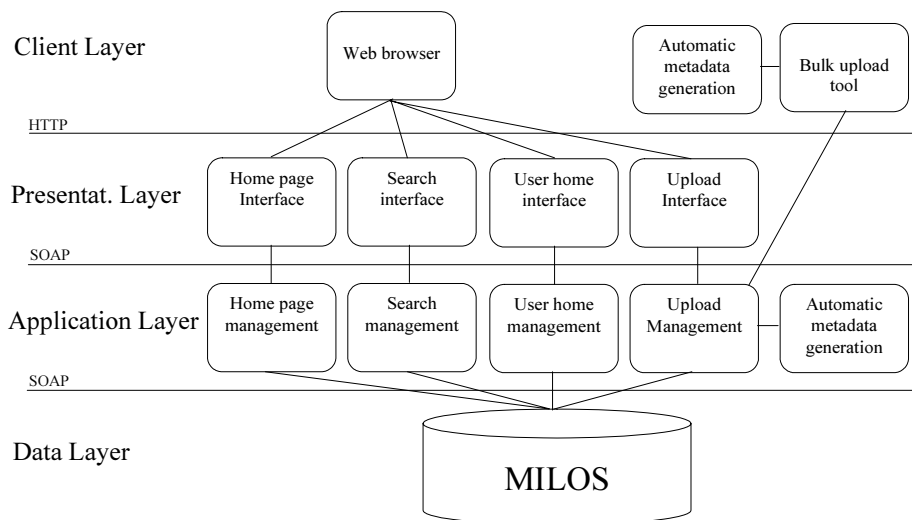 Client Layer
Web browser
Automatic
metadata
generation
Bulk upload
tool
HTTP
Presentat. Layer
Home page
Interface
Search
interface
User home
interface
Upload
Interface
SOAP
Application Layer
Home page
management
Search
management
User home
management
Upload
Management
Automatic
metadata
generation
SOAP
Data Layer
MILOS